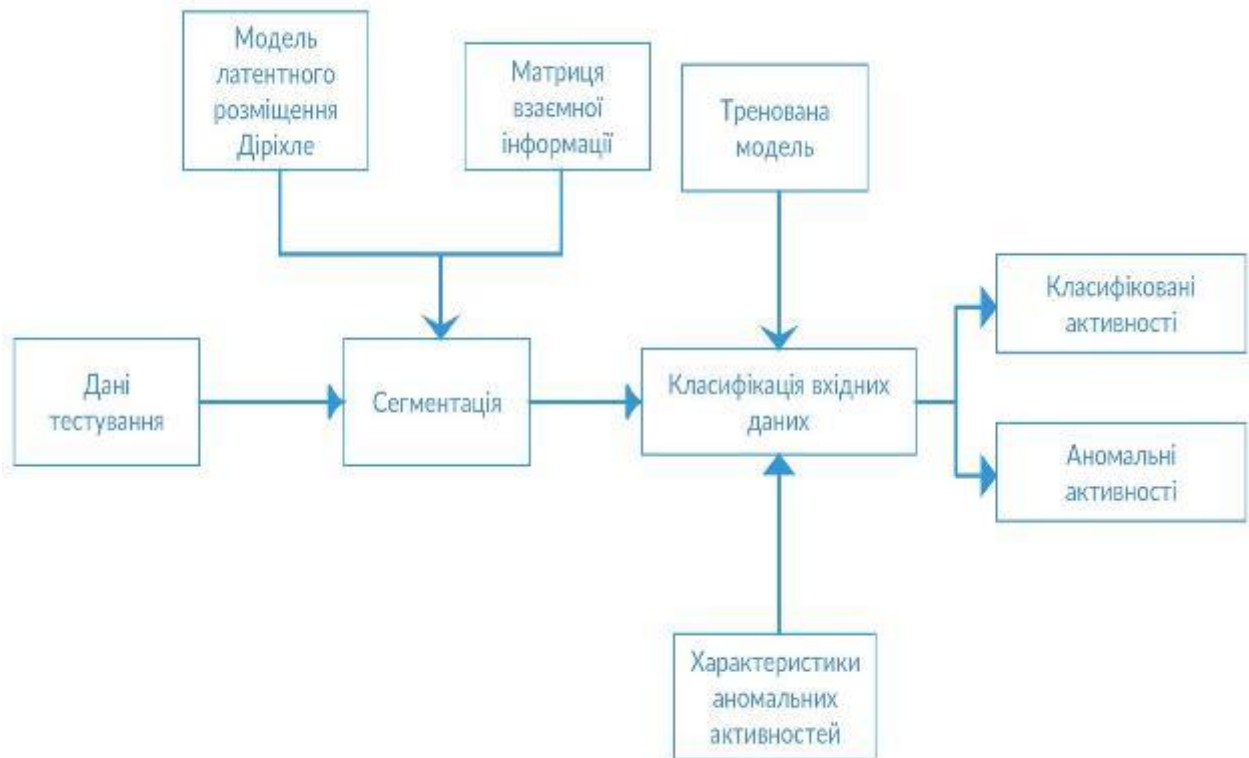 Модель
латентного
розміщення
Діріхле
Матриця
взаємної
інформації
Тренована
модель
Дані
тестування
Сегментація
Класифікація вхідних
даних
Класифіковані
активності
Аномальні
активності
Характеристики
аномальних
активностей